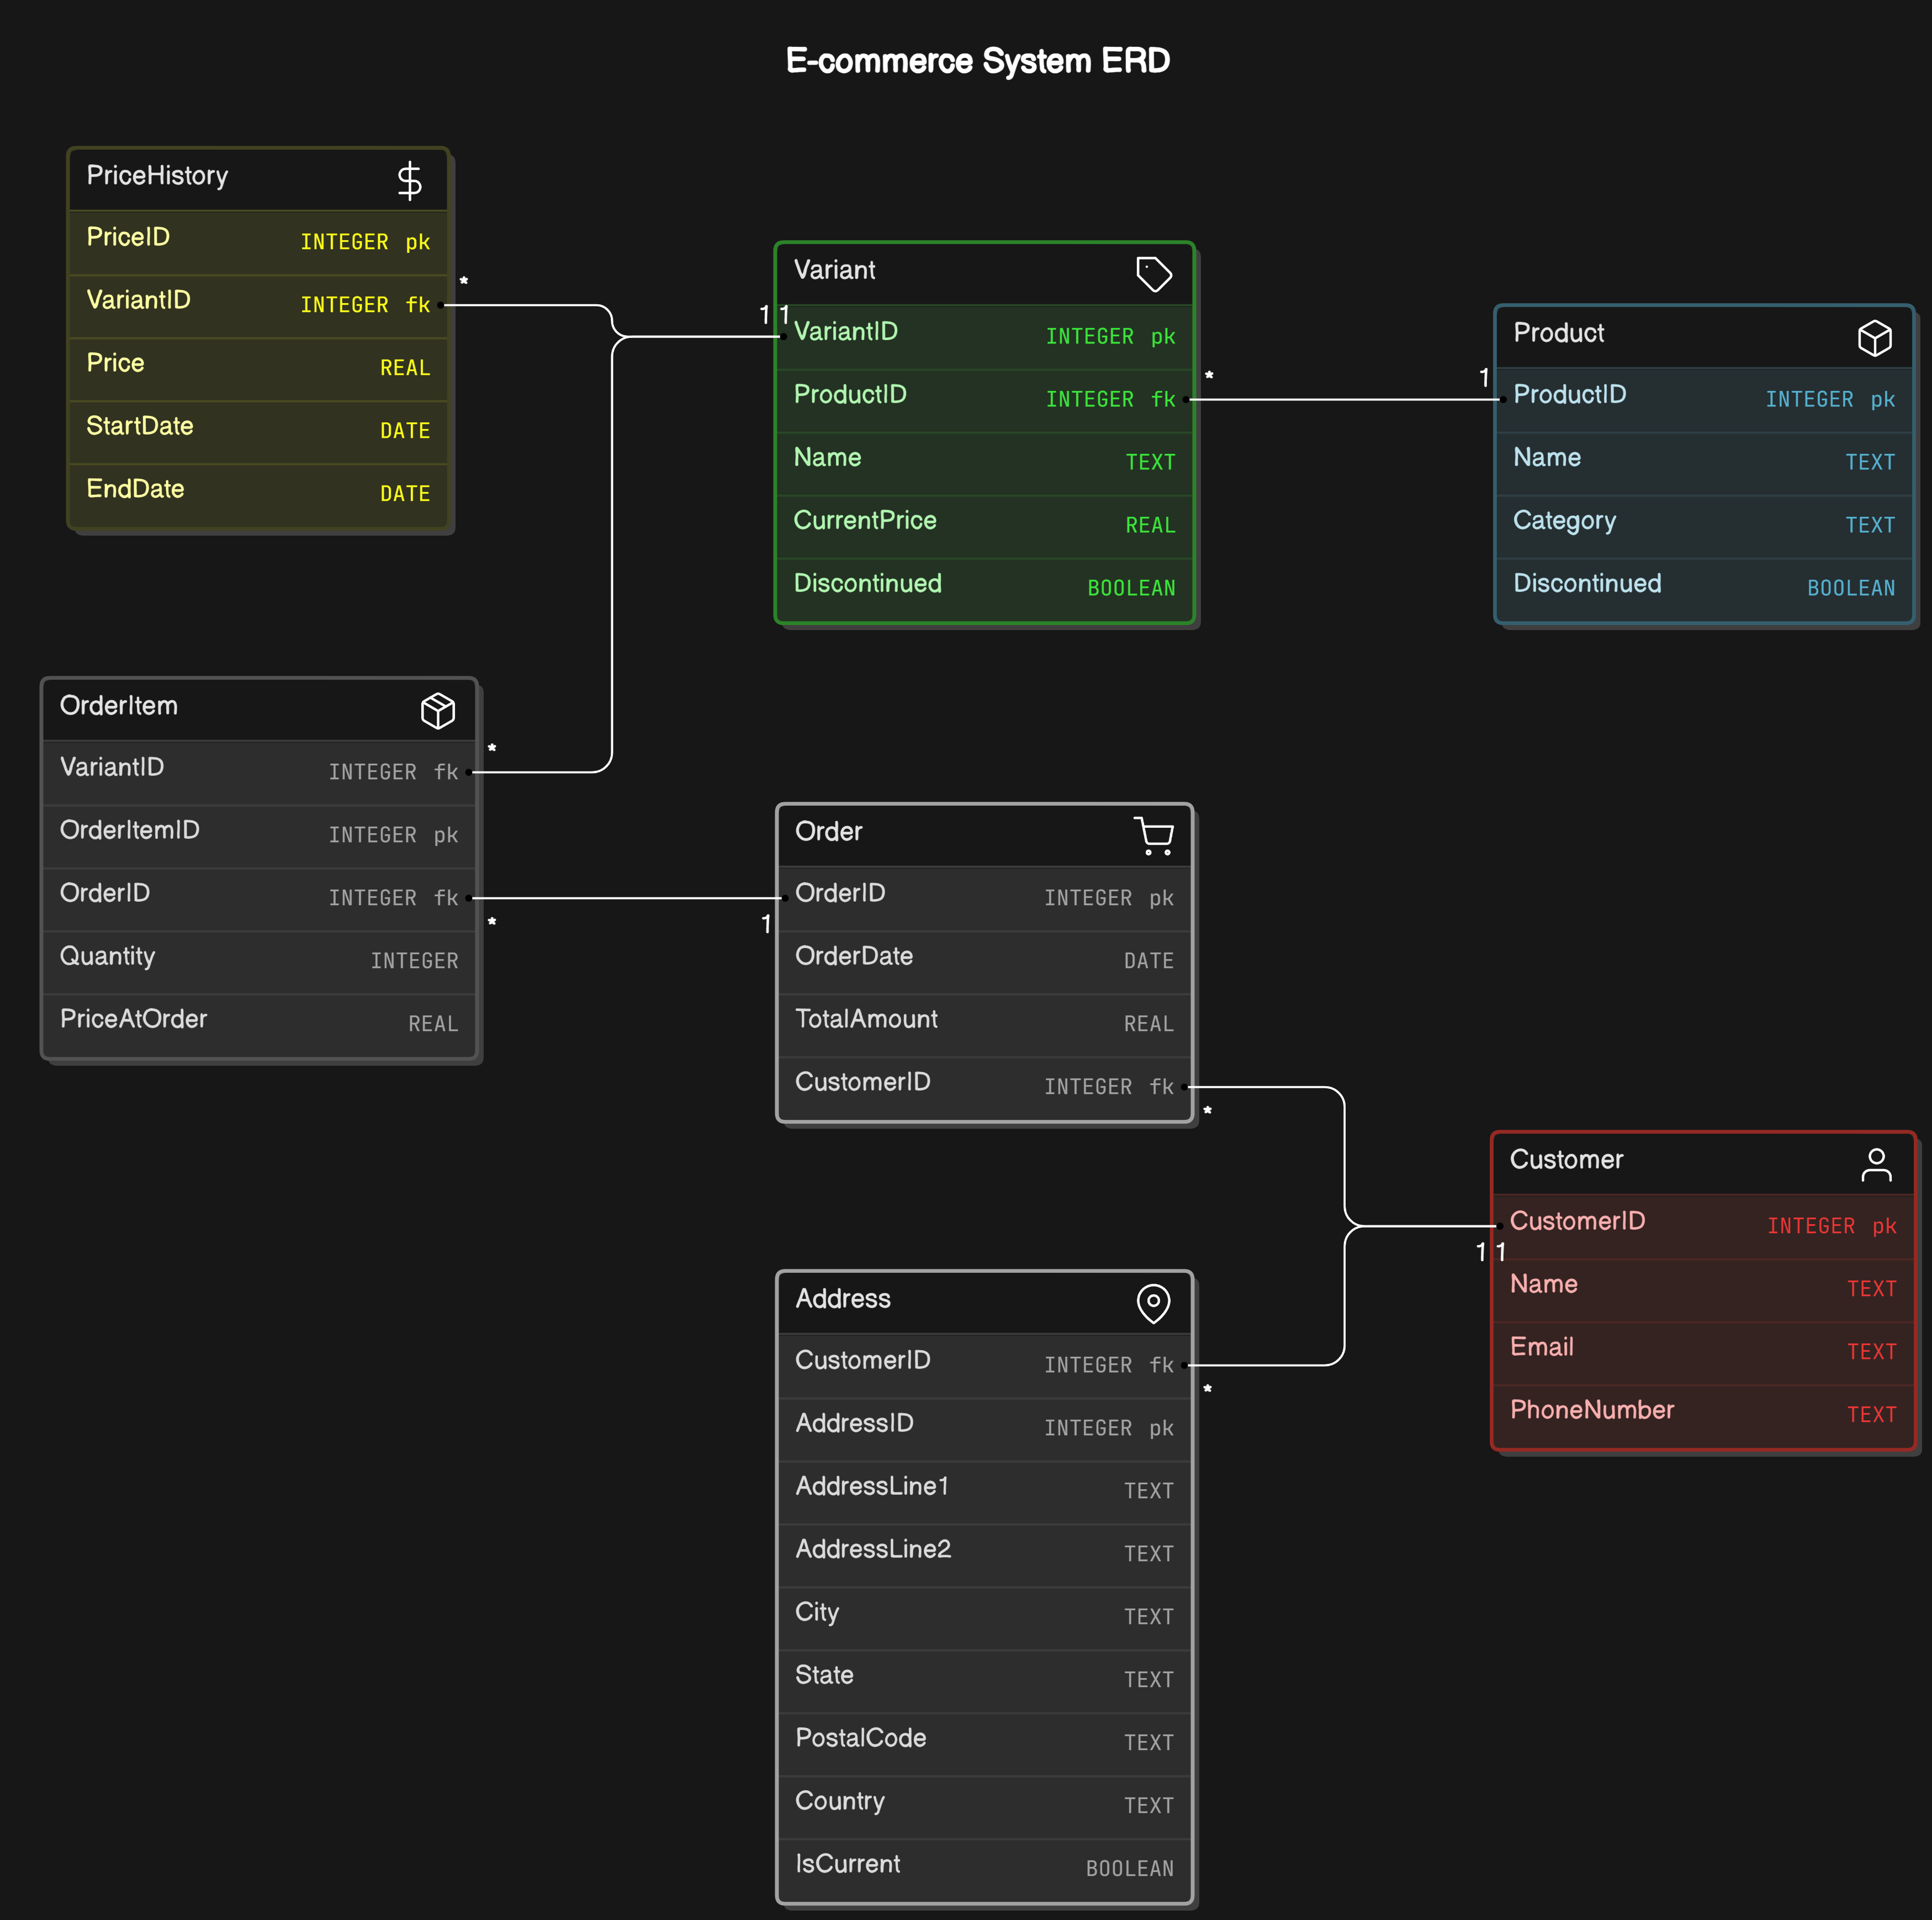 E-commerce System ERD
PriceHistory
PriceID INTEGER pk
VariantID INTEGER fk
Price REAL
StartDate DATE
EndDate DATE
*
1 1
Variant
VariantID INTEGER pk
ProductID INTEGER fk
Name TEXT
CurrentPrice REAL
Discontinued BOOLEAN
*
1
Product
ProductID INTEGER pk
Name TEXT
Category TEXT
Discontinued BOOLEAN
OrderItem
VariantID INTEGER fk
OrderItemID INTEGER pk
OrderID INTEGER fk
Quantity INTEGER
PriceAtOrder REAL
*
*
1
Order
OrderID INTEGER pk
OrderDate DATE
TotalAmount REAL
CustomerID INTEGER fk
*
1 1
Customer
CustomerID INTEGER pk
Name TEXT
Email TEXT
PhoneNumber TEXT
Address
CustomerID INTEGER fk
AddressID INTEGER pk
AddressLine1 TEXT
AddressLine2 TEXT
City TEXT
State TEXT
PostalCode TEXT
Country TEXT
IsCurrent BOOLEAN
*